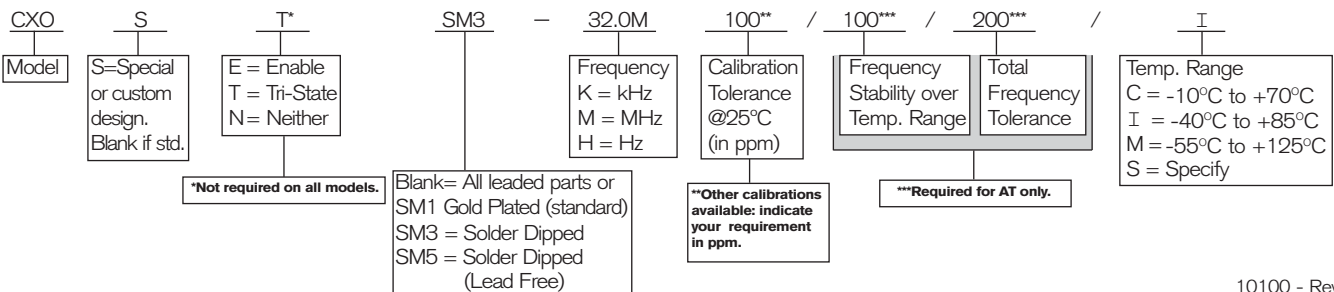 CXO S T* SM3 – 32.0M 100** / 100*** / 200*** / I
Model
S=Special
or custom
design.
Blank if std.
E = Enable
T = Tri-State
N= Neither
*Not required on all models.
Blank= All leaded parts or
SM1 Gold Plated (standard)
SM3 = Solder Dipped
SM5 = Solder Dipped
(Lead Free)
Frequency
K = kHz
M = MHz
H = Hz
Calibration
Tolerance
@25°C
(in ppm)
**Other calibrations
available: indicate
your requirement
in ppm.
Frequency
Stability over
Temp. Range
Total
Frequency
Tolerance
***Required for AT only.
Temp. Range
C = -10°C to +70°C
I = -40°C to +85°C
M = -55°C to +125°C
S = Specify
10100 - Rev